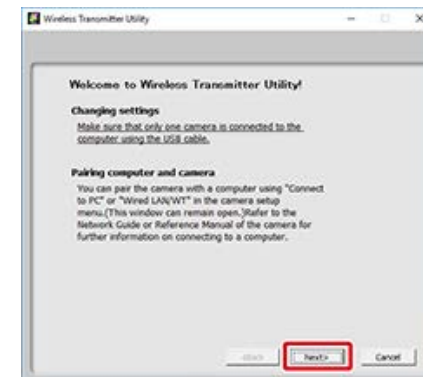 Wireless Transmitter Utility
Welcome to Wireless Transmitter Utility!
Changing settings
Make sure that only one camera is connected to the
computer using the USB cable.
Pairing computer and camera
You can pair the camera with a computer using "Connect
to PC" or "Wired LAN/WT" in the camera setup
menu.(This window can remain open.)Refer to the
Network Guide or Reference Manual of the camera for
further information on connecting to a computer.
<Back
Next>
Cancel